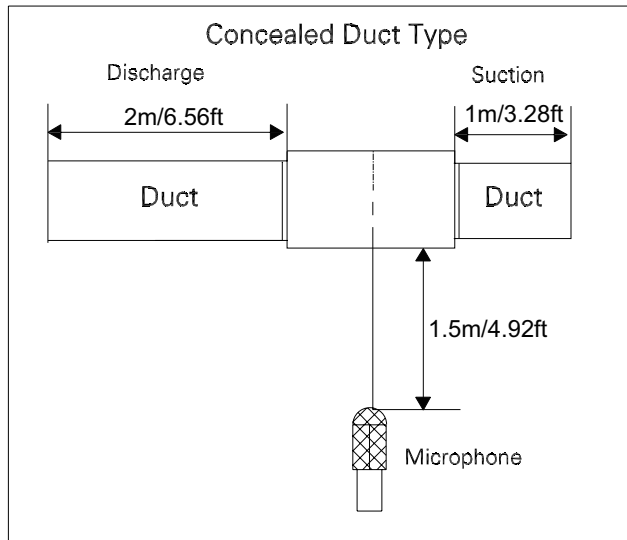 Concealed Duct Type
Discharge
Suction
2m/6.56ft
1m/3.28ft
Duct
Duct
1.5m/4.92ft
Microphone